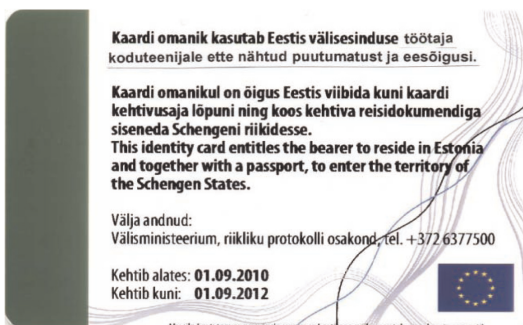 Kaardi omanik kasutab Eestis välisesinduse töötaja
koduteenijale ette nähtud puutumatust ja eesõigusi.
Kaardi omanikul on õigus Eestis viibida kuni kaardi
kehtivusaja lõpuni ning koos kehtiva reisidokumendiga
siseneda Schengeni riikidesse.
This identity card entitles the bearer to reside in Estonia
and together with a passport, to enter the territory of
the Schengen States.
Välja andnud:
Välisministeerium, riikliku protokolli osakond, tel. +372 6377500
Kehtib alates: 01.09.2010
Kehtib kuni: 01.09.2012